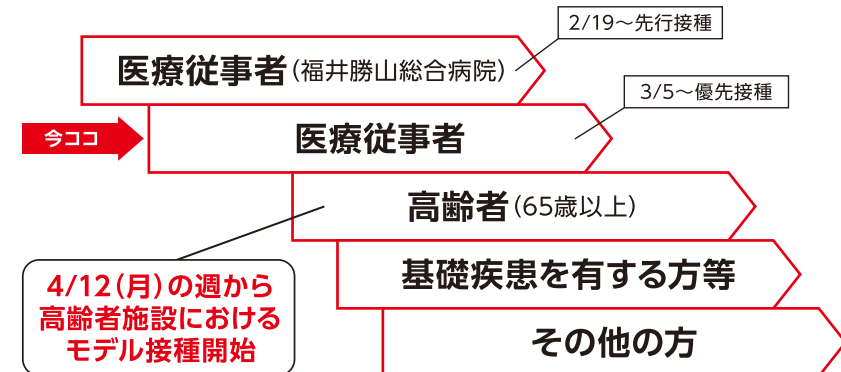 2/19～先行接種
医療従事者（福井勝山総合病院）
3/5～優先接種
今ココ
医療従事者
高齢者（65歳以上）
基礎疾患を有する方等
4/12（月）の週から
高齢者施設における
モデル接種開始
その他の方